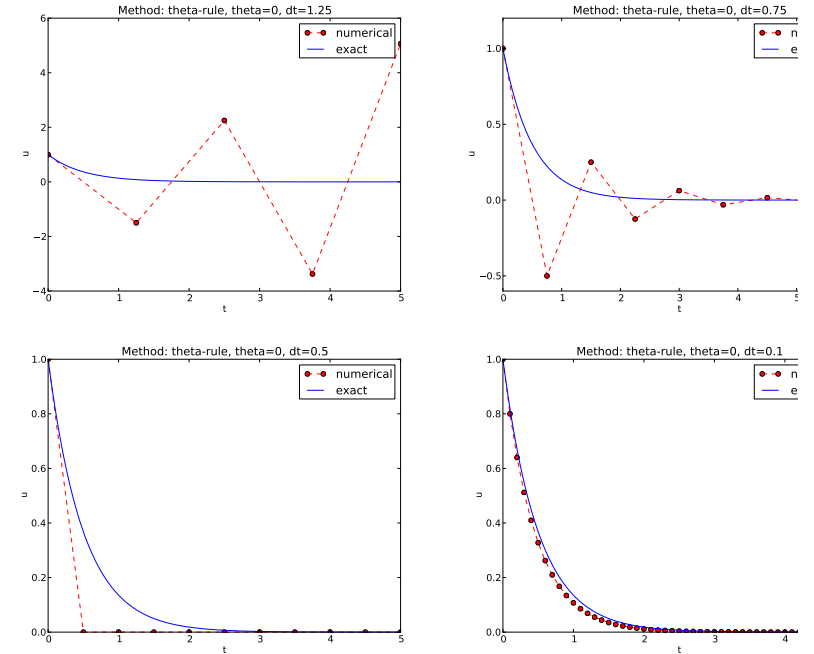 Method: theta-rule, theta=0, dt=1.25
6
4
2
0
−2
−4
0 1 2 3 4 5
t
u
numerical
exact
Method: theta-rule, theta=0, dt=0.75
1.0
0.5
0.0
−0.5
0 1 2 3 4 5
t
u
n
e
Method: theta-rule, theta=0, dt=0.5
1.0
0.8
0.6
0.4
0.2
0.0
0 1 2 3 4 5
t
u
numerical
exact
Method: theta-rule, theta=0, dt=0.1
1.0
0.8
0.6
0.4
0.2
0.0
1 2 3 4
t
u
n
e